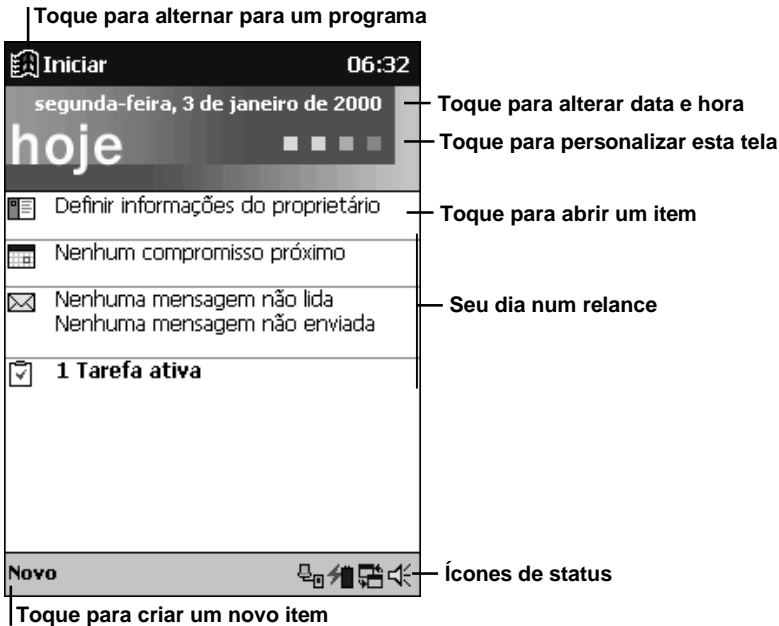 Toque para alternar para um programa
Iniciar 06:32
segunda-feira, 3 de janeiro de 2000
Toque para alterar data e hora
hoje
Toque para personalizar esta tela
Definir informações do proprietário
Toque para abrir um item
Nenhum compromisso próximo
Nenhuma mensagem não lida
Nenhuma mensagem não enviada
Seu dia num relance
1 Tarefa ativa
Novo
Ícones de status
Toque para criar um novo item